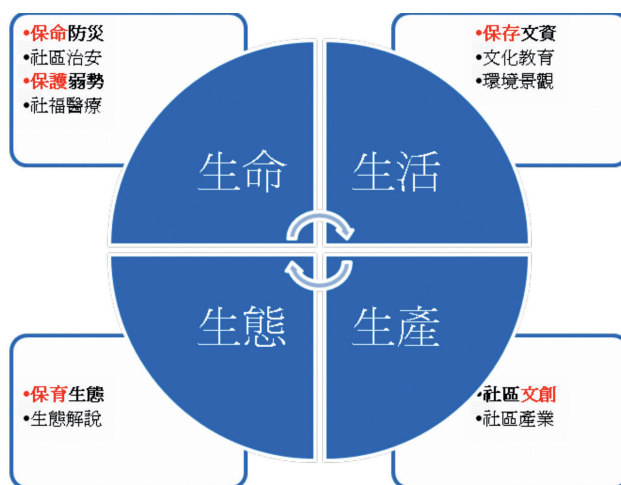 •保命防災
•社區治安
•保護弱勢
•社福醫療
•保存文資
•文化教育
•環境景觀
生命
生活
生態
生產
•保育生態
•生態解說
•社區文創
•社區產業